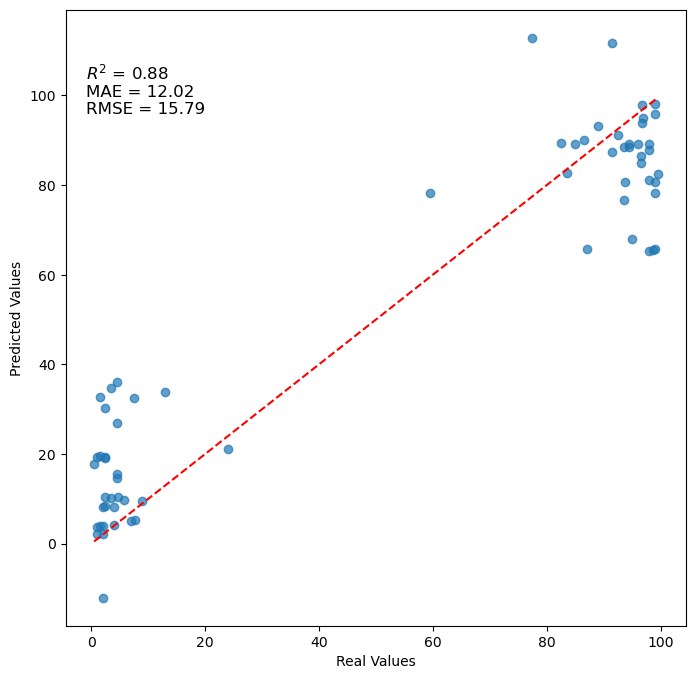 R² = 0.88
MAE = 12.02
RMSE = 15.79
Predicted Values
100
80
60
40
20
0
0 20 40 60 80 100
Real Values